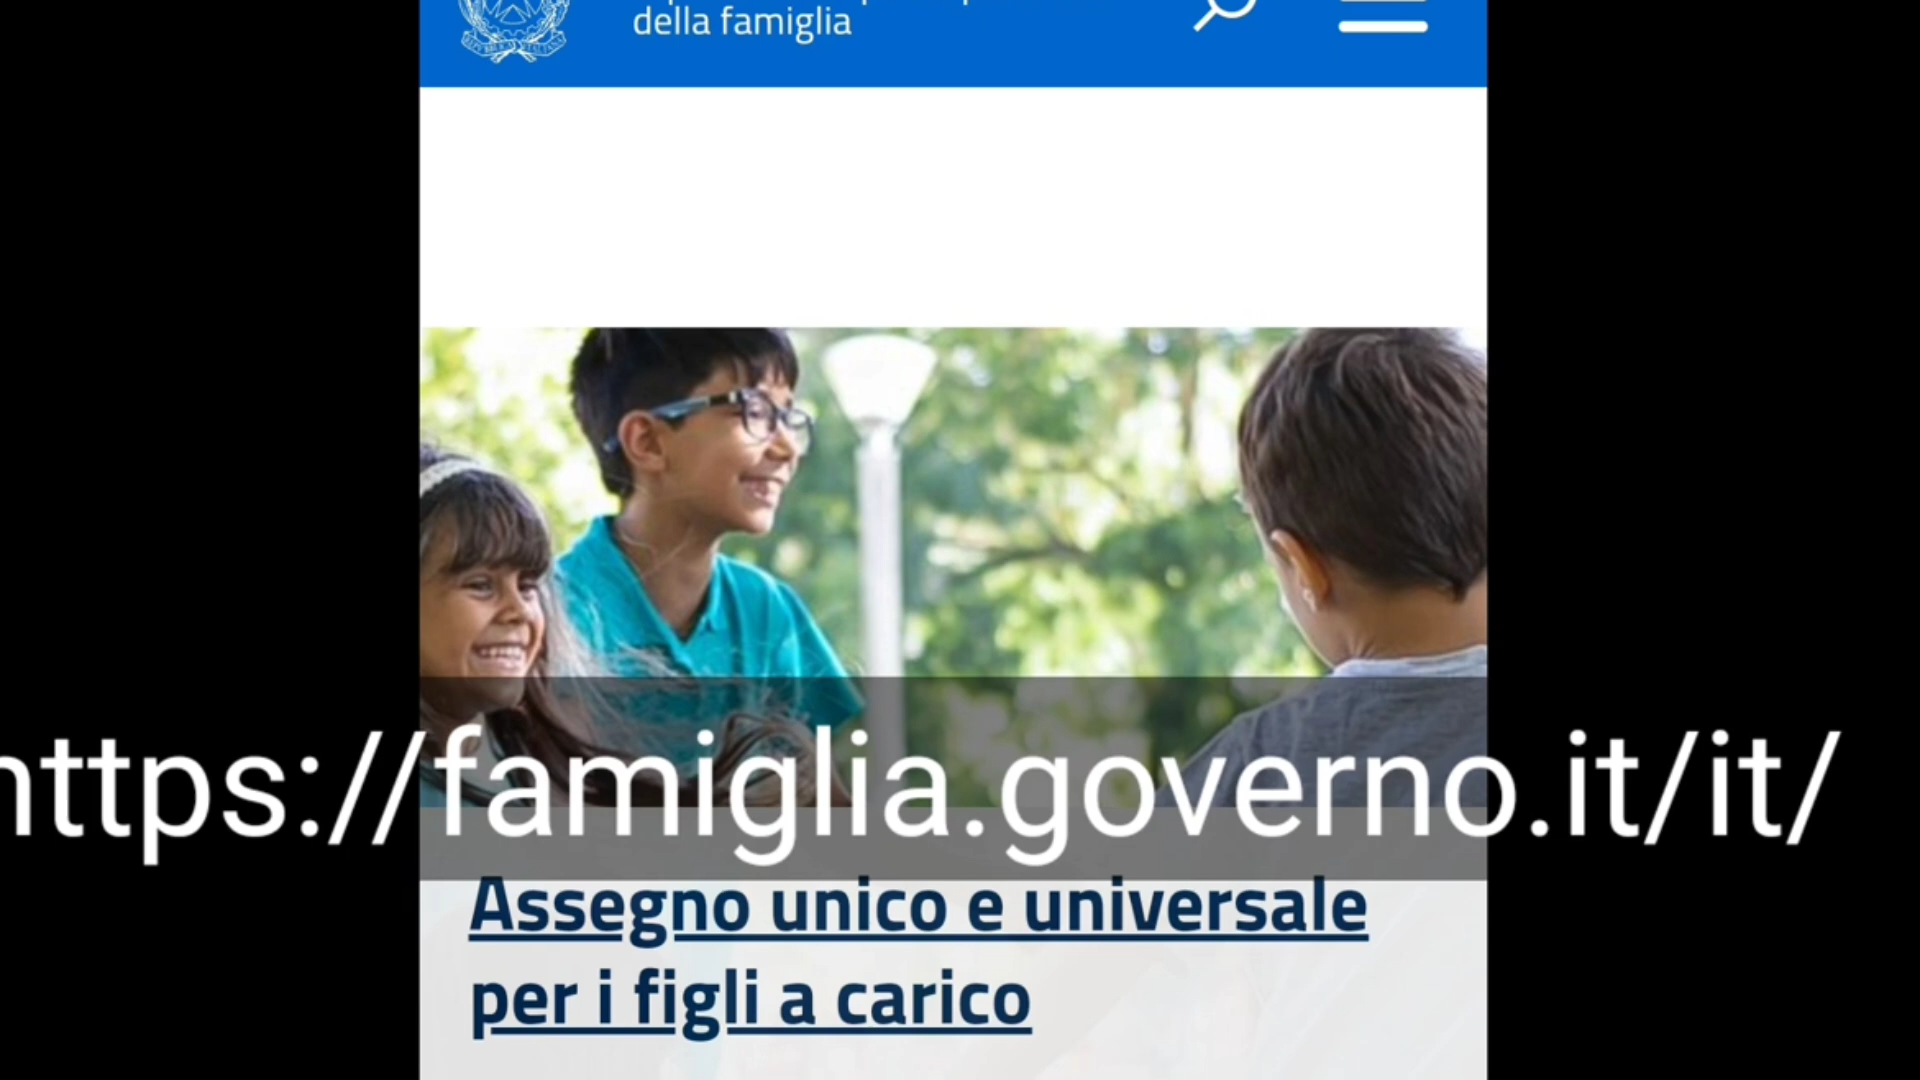 della famiglia
https://famiglia.governo.it/it/
Assegno unico e universale
per i figli a carico